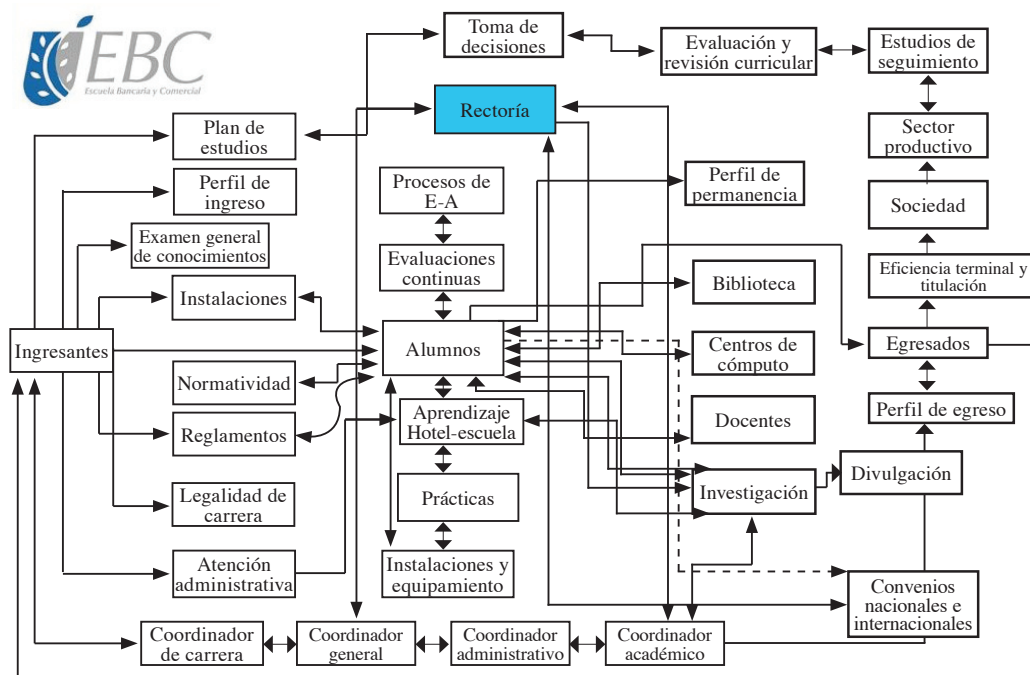 EBC
Escuela Bancaria y Comercial
Toma de
decisiones
Evaluación y
revisión curricular
Estudios de
seguimiento
Rectoría
Plan de
estudios
Sector
productivo
Perfil de
ingreso
Procesos de
E-A
Perfil de
permanencia
Sociedad
Examen general
de conocimientos
Evaluaciones
continuas
Instalaciones
Biblioteca
Eficiencia terminal y
titulación
Ingresantes
Alumnos
Centros de
cómputo
Egresados
Normatividad
Perfil de egreso
Reglamentos
Aprendizaje
Hotel-escuela
Docentes
Divulgación
Legalidad de
carrera
Prácticas
Investigación
Atención
administrativa
Instalaciones y
equipamiento
Convenios
nacionales e
internacionales
Coordinador
de carrera
Coordinador
general
Coordinador
administrativo
Coordinador
académico